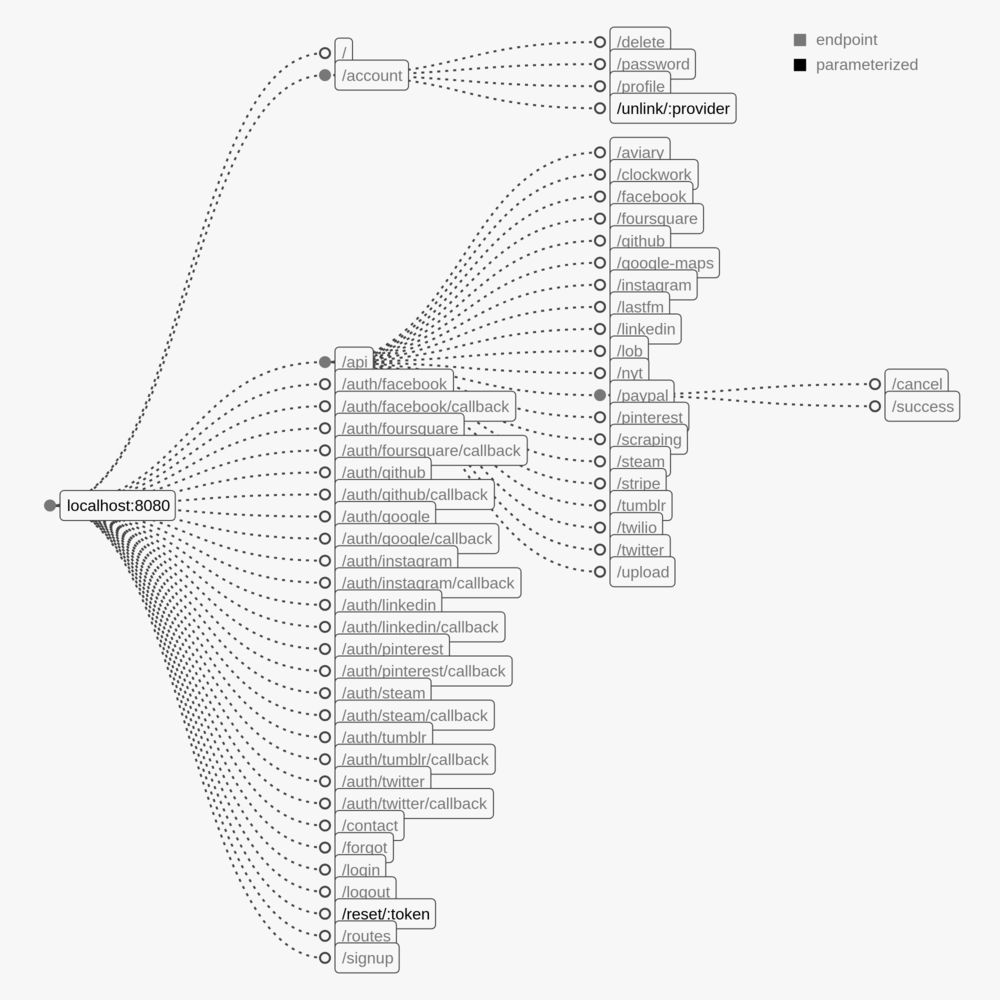 /
/account
/delete
/password
/profile
/unlink/:provider
endpoint
parameterized
/aviary
/clockwork
/facebook
/foursquare
/github
/google-maps
/instagram
/lastfm
/linkedin
/lob
/nyt
/paypal
/pinterest
/scraping
/steam
/stripe
/tumblr
/twilio
/twitter
/upload
/cancel
/success
localhost:8080
/api
/auth/facebook
/auth/facebook/callback
/auth/foursquare
/auth/foursquare/callback
/auth/github
/auth/github/callback
/auth/google
/auth/google/callback
/auth/instagram
/auth/instagram/callback
/auth/linkedin
/auth/linkedin/callback
/auth/pinterest
/auth/pinterest/callback
/auth/steam
/auth/steam/callback
/auth/tumblr
/auth/tumblr/callback
/auth/twitter
/auth/twitter/callback
/contact
/forgot
/login
/logout
/reset/:token
/routes
/signup